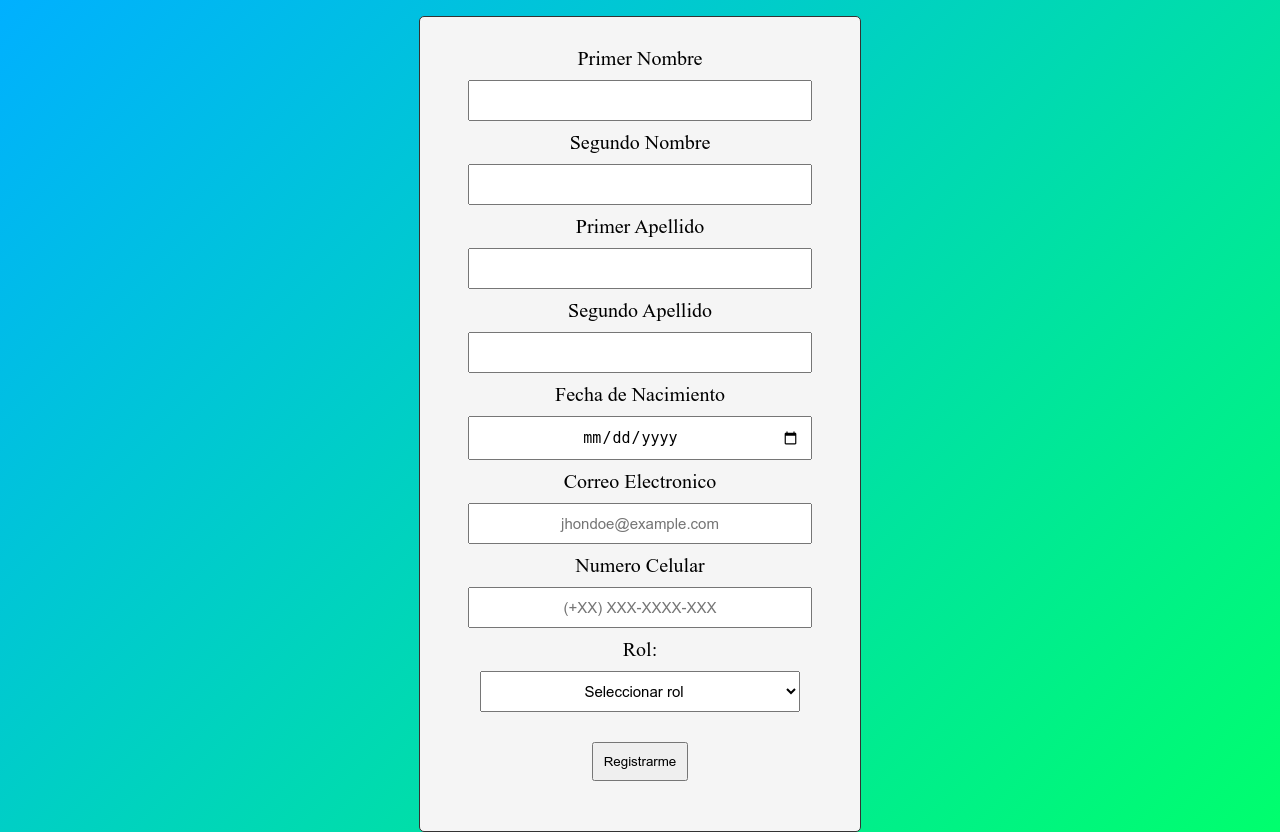 Primer Nombre
Segundo Nombre
Primer Apellido
Segundo Apellido
Fecha de Nacimiento
mm/dd/yyyy
Correo Electronico
jhondoe@example.com
Numero Celular
(+XX) XXX-XXXX-XXX
Rol:
Seleccionar rol
Registrarme